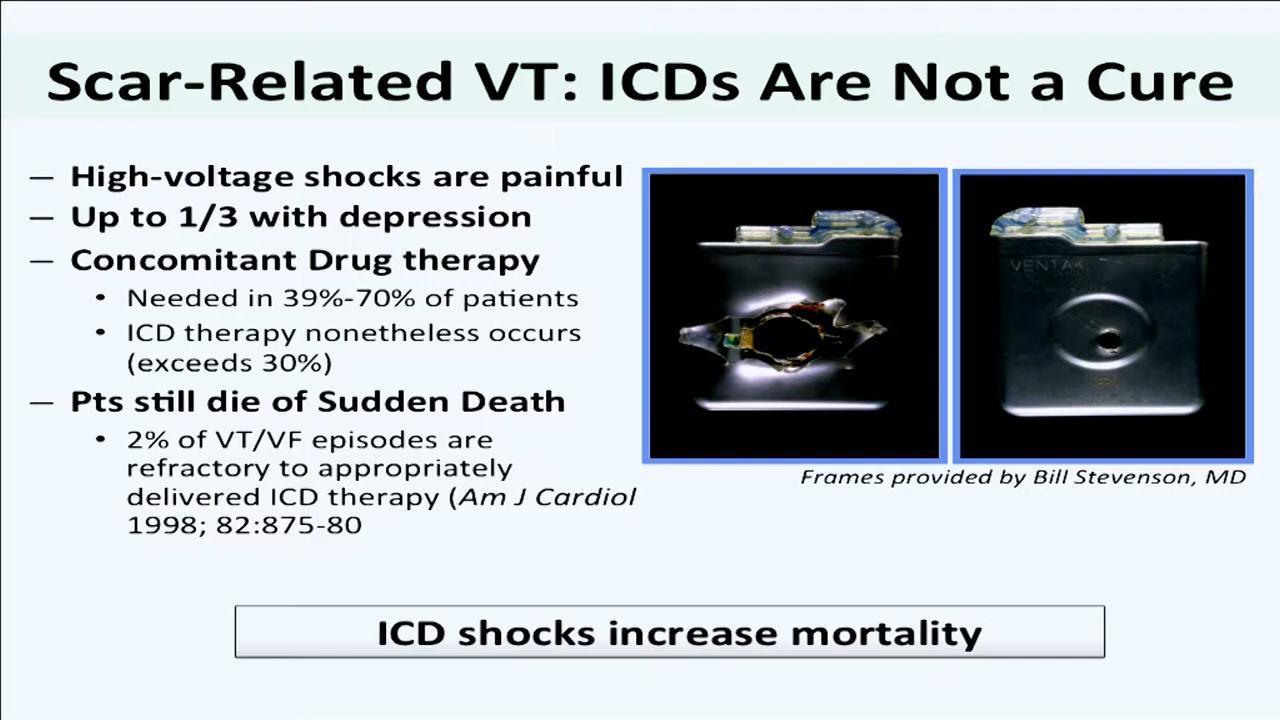 Scar-Related VT: ICDs Are Not a Cure
— High-voltage shocks are painful
— Up to 1/3 with depression
— Concomitant Drug therapy
• Needed in 39%-70% of patients
• ICD therapy nonetheless occurs
(exceeds 30%)
— Pts still die of Sudden Death
• 2% of VT/VF episodes are
refractory to appropriately
delivered ICD therapy (Am J Cardiol
1998; 82:875-80
Frames provided by Bill Stevenson, MD
ICD shocks increase mortality